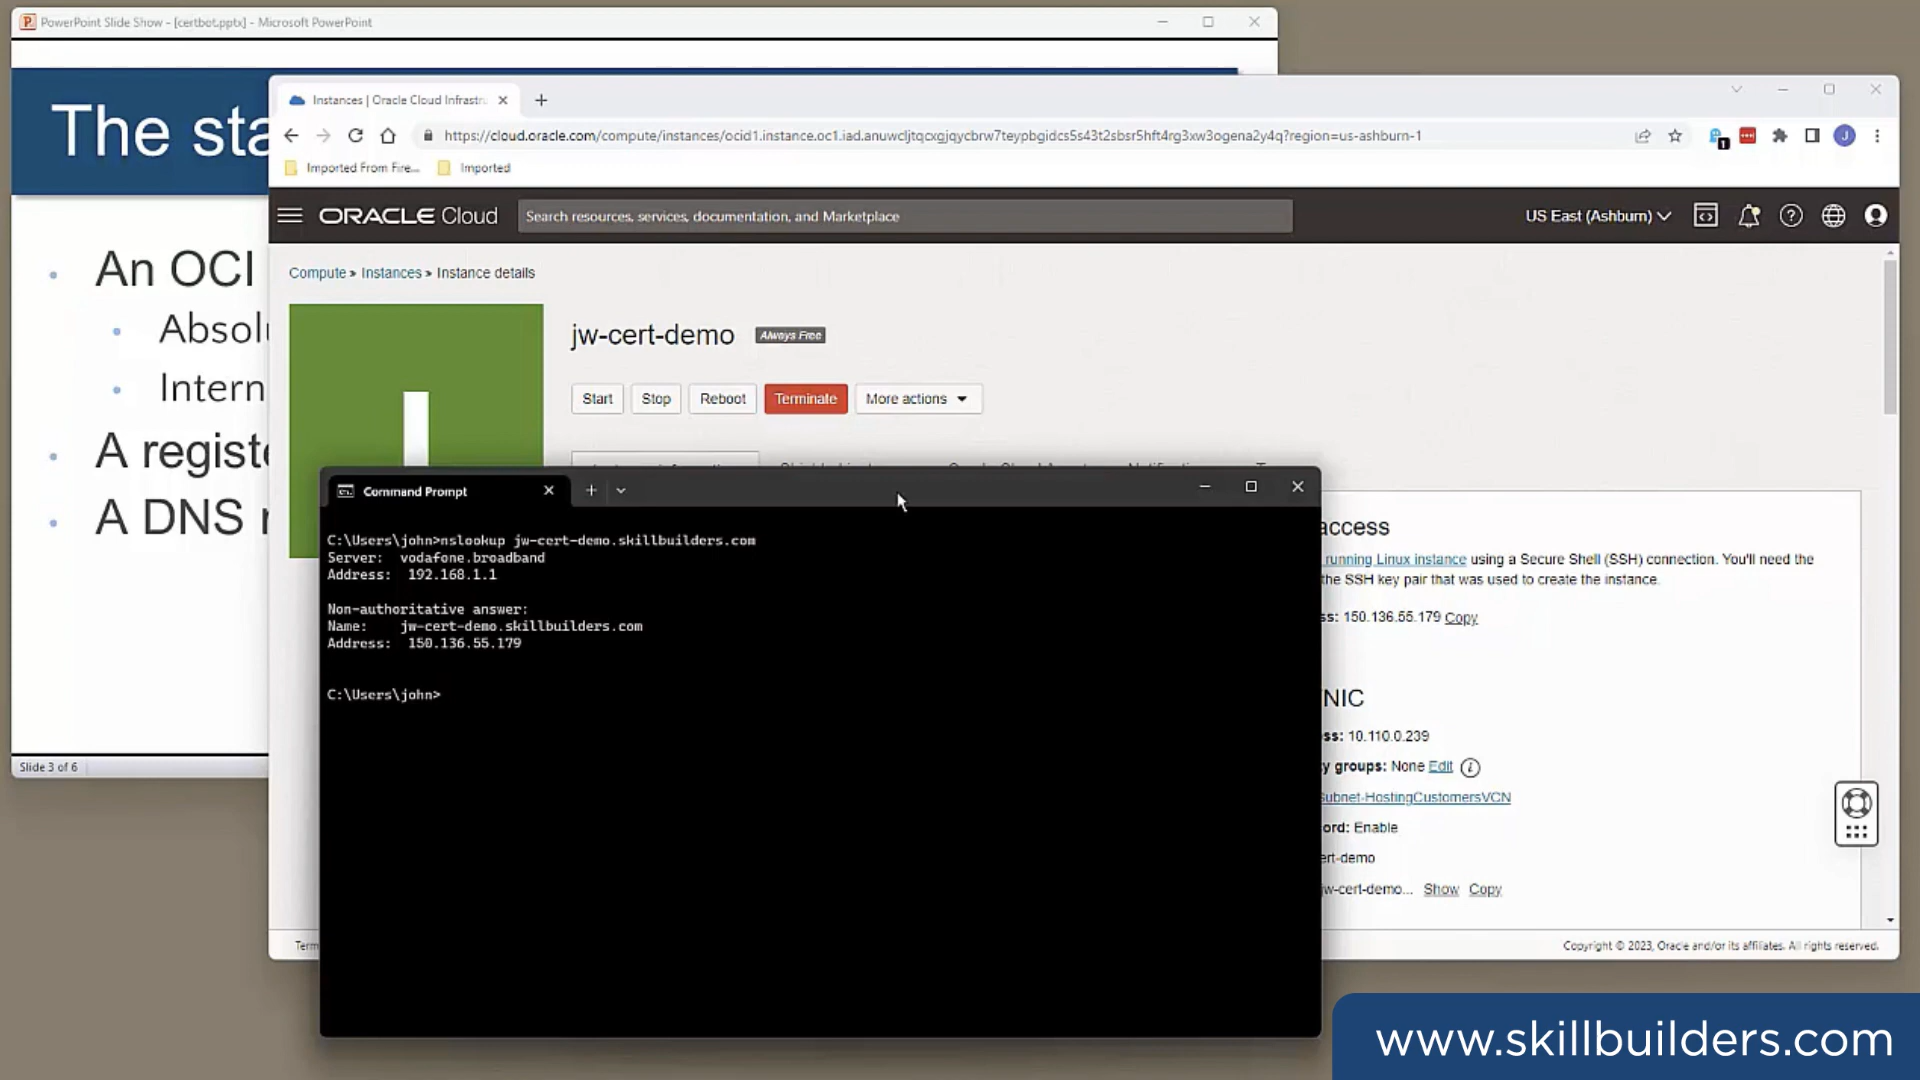 PowerPoint Slide Show - [certbot.pptx] - Microsoft PowerPoint
The sta
An OCI
Absolu
Intern
A registe
A DNS r
Slide 3 of 6
Instances | Oracle Cloud Infrastr
https://cloud.oracle.com/compute/instances/ocid1.instance.oc1.iad.anuwcljtqcxgjqycbrw7teypbgidcs5s43t2sbsr5hft4rg3xw3ogena2y4q?region=us-ashburn-1
1
J
Imported From Fire...
Imported
ORACLE Cloud
Search resources, services, documentation, and Marketplace
US East (Ashburn)
Compute » Instances » Instance details
jw-cert-demo
Always Free
Start
Stop
Reboot
Terminate
More actions
Command Prompt
C:\Users\john>nslookup jw-cert-demo.skillbuilders.com
Server: vodafone.broadband
Address: 192.168.1.1
Non-authoritative answer:
Name: jw-cert-demo.skillbuilders.com
Address: 150.136.55.179
C:\Users\john>
access
running Linux instance using a Secure Shell (SSH) connection. You'll need the
the SSH key pair that was used to create the instance.
ss: 150.136.55.179 Copy
NIC
ss: 10.110.0.239
y groups: None Edit
Subnet-HostingCustomersVCN
ord: Enable
ert-demo
jw-cert-demo... Show Copy
Term
Copyright © 2023, Oracle and/or its affiliates. All rights reserved.
www.skillbuilders.com